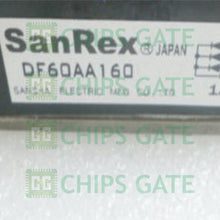 SanRex® JAPAN
DF60AA160
SANSHA ELECTRIC MFG CO., LTD
CHIPS GATE
CHIPS GATE
CHIPS GATE